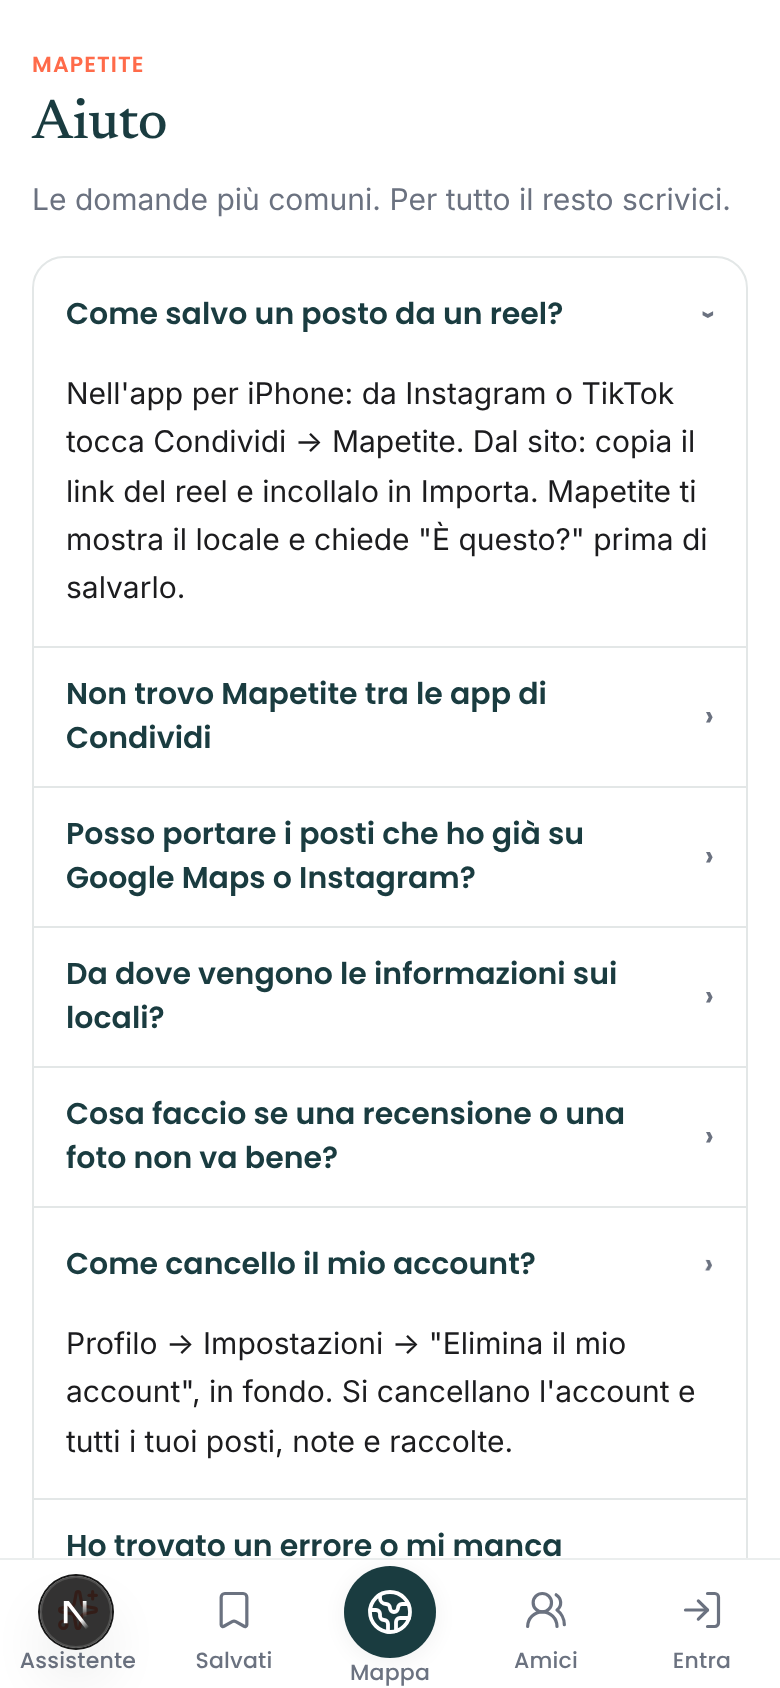 MAPETITE
Aiuto
Le domande più comuni. Per tutto il resto scrivici.
Come salvo un posto da un reel?
Nell'app per iPhone: da Instagram o TikTok
tocca Condividi → Mapetite. Dal sito: copia il
link del reel e incollalo in Importa. Mapetite ti
mostra il locale e chiede "È questo?" prima di
salvarlo.
Non trovo Mapetite tra le app di
Condividi
Posso portare i posti che ho già su
Google Maps o Instagram?
Da dove vengono le informazioni sui
locali?
Cosa faccio se una recensione o una
foto non va bene?
Come cancello il mio account?
Profilo → Impostazioni → "Elimina il mio
account", in fondo. Si cancellano l'account e
tutti i tuoi posti, note e raccolte.
Ho trovato un errore o mi manca
N
Assistente
Salvati
Mappa
Amici
Entra